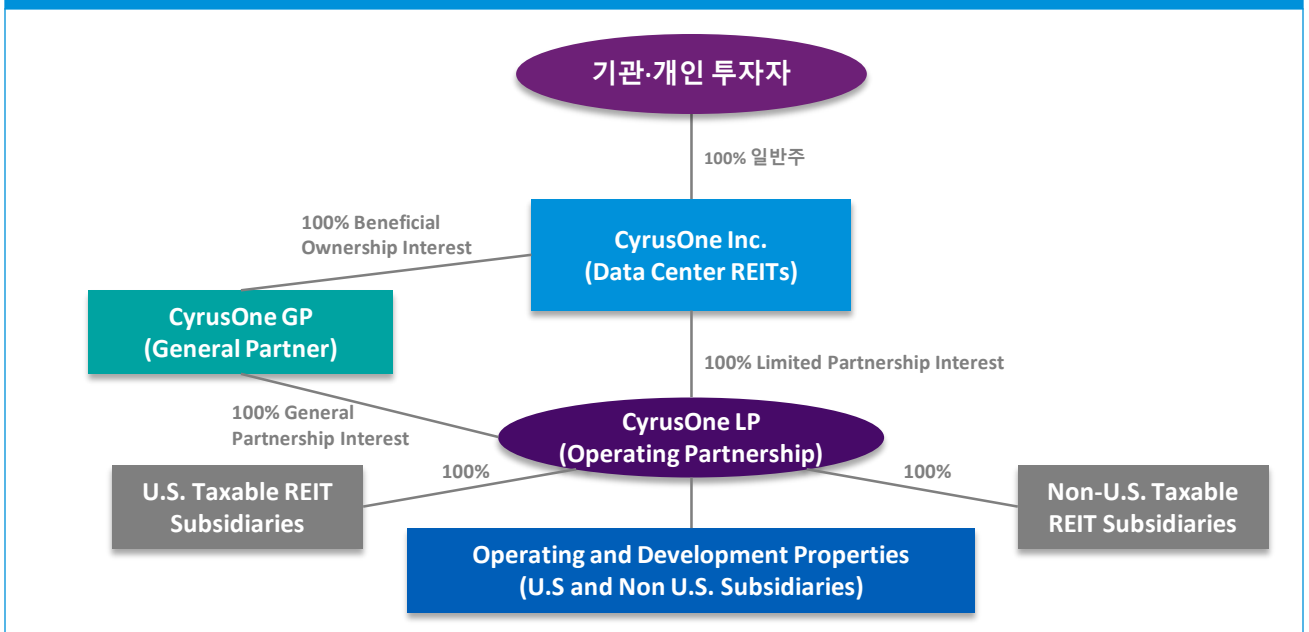 기관·개인 투자자
100% 일반주
100% Beneficial
Ownership Interest
CyrusOne Inc.
(Data Center REITs)
CyrusOne GP
(General Partner)
100% Limited Partnership Interest
100% General
Partnership Interest
CyrusOne LP
(Operating Partnership)
100%
100%
U.S. Taxable REIT
Subsidiaries
Non-U.S. Taxable
REIT Subsidiaries
Operating and Development Properties
(U.S and Non U.S. Subsidiaries)